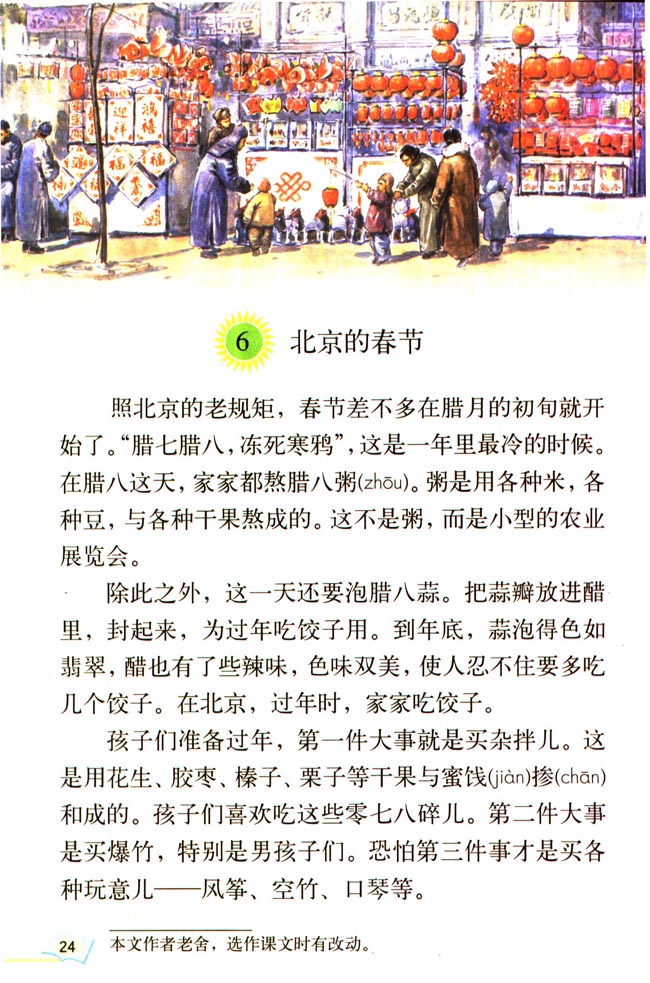 迎祥
鸿禧
福
福
福
福
6 北京的春节
照北京的老规矩，春节差不多在腊月的初旬就开
始了。“腊七腊八，冻死寒鸦”，这是一年里最冷的时候。
在腊八这天，家家都熬腊八粥(zhōu)。粥是用各种米，各
种豆，与各种干果熬成的。这不是粥，而是小型的农业
展览会。
除此之外，这一天还要泡腊八蒜。把蒜瓣放进醋
里，封起来，为过年吃饺子用。到年底，蒜泡得色如
翡翠，醋也有了些辣味，色味双美，使人忍不住要多吃
几个饺子。在北京，过年时，家家吃饺子。
孩子们准备过年，第一件大事就是买杂拌儿。这
是用花生、胶枣、榛子、栗子等干果与蜜饯(jiàn)掺(chān)
和成的。孩子们喜欢吃这些零七八碎儿。第二件大事
是买爆竹，特别是男孩子们。恐怕第三件事才是买各
种玩意儿——风筝、空竹、口琴等。
本文作者老舍，选作课文时有改动。
24